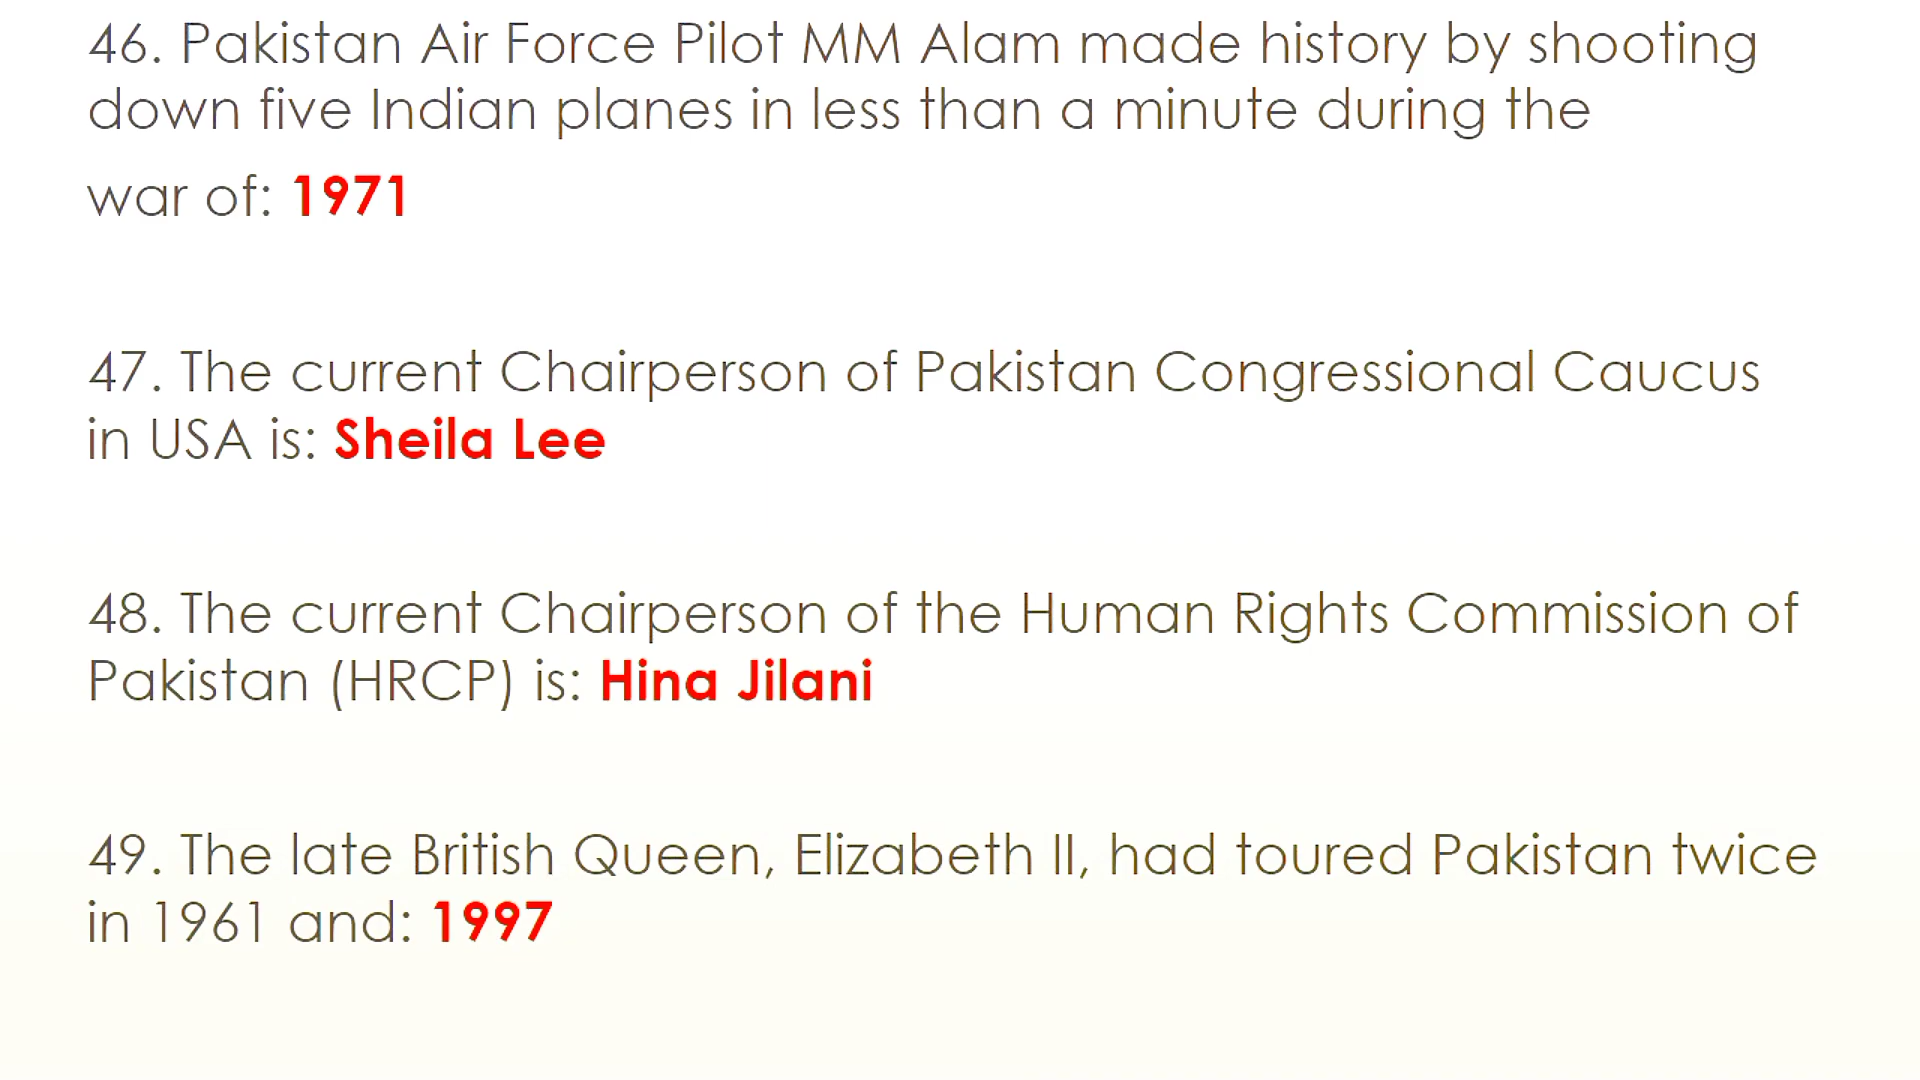 46. Pakistan Air Force Pilot MM Alam made history by shooting
down five Indian planes in less than a minute during the
war of: 1971
47. The current Chairperson of Pakistan Congressional Caucus
in USA is: Sheila Lee
48. The current Chairperson of the Human Rights Commission of
Pakistan (HRCP) is: Hina Jilani
49. The late British Queen, Elizabeth II, had toured Pakistan twice
in 1961 and: 1997